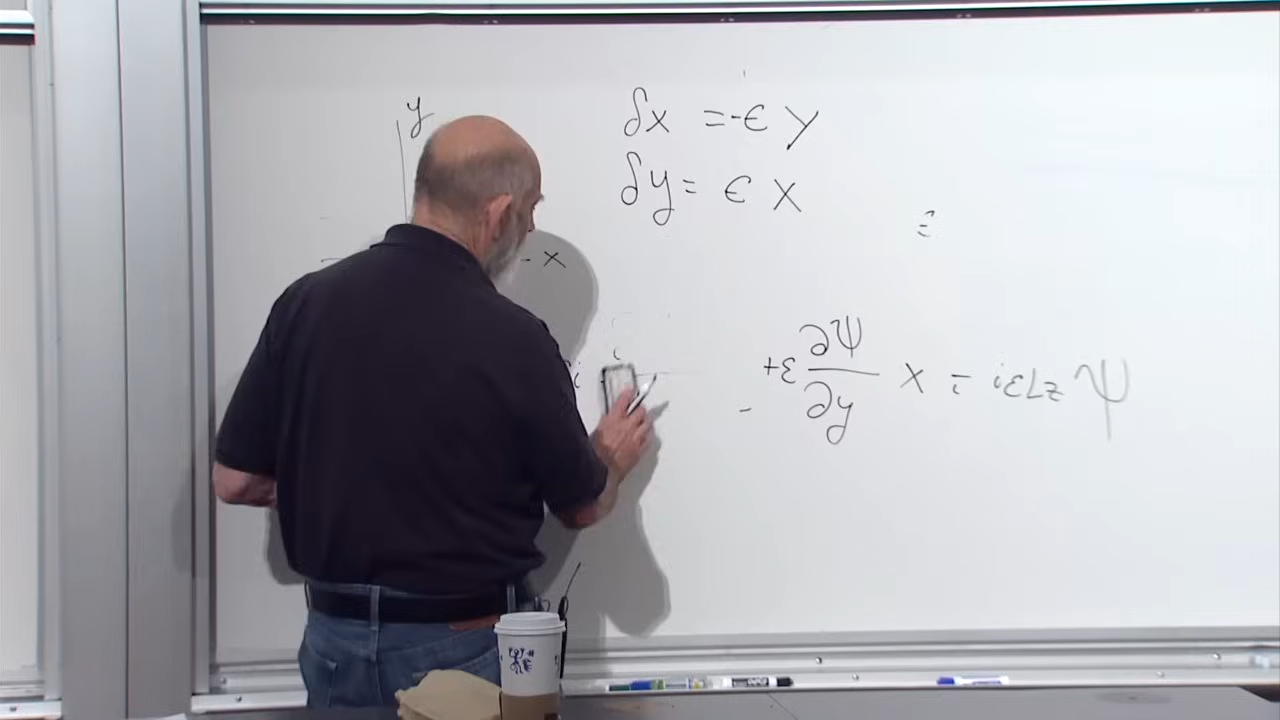 y
δx = -ϵ y
δy = ϵ x
- x
i
- +ε ∂Ψ/∂y x = iεLz Ψ